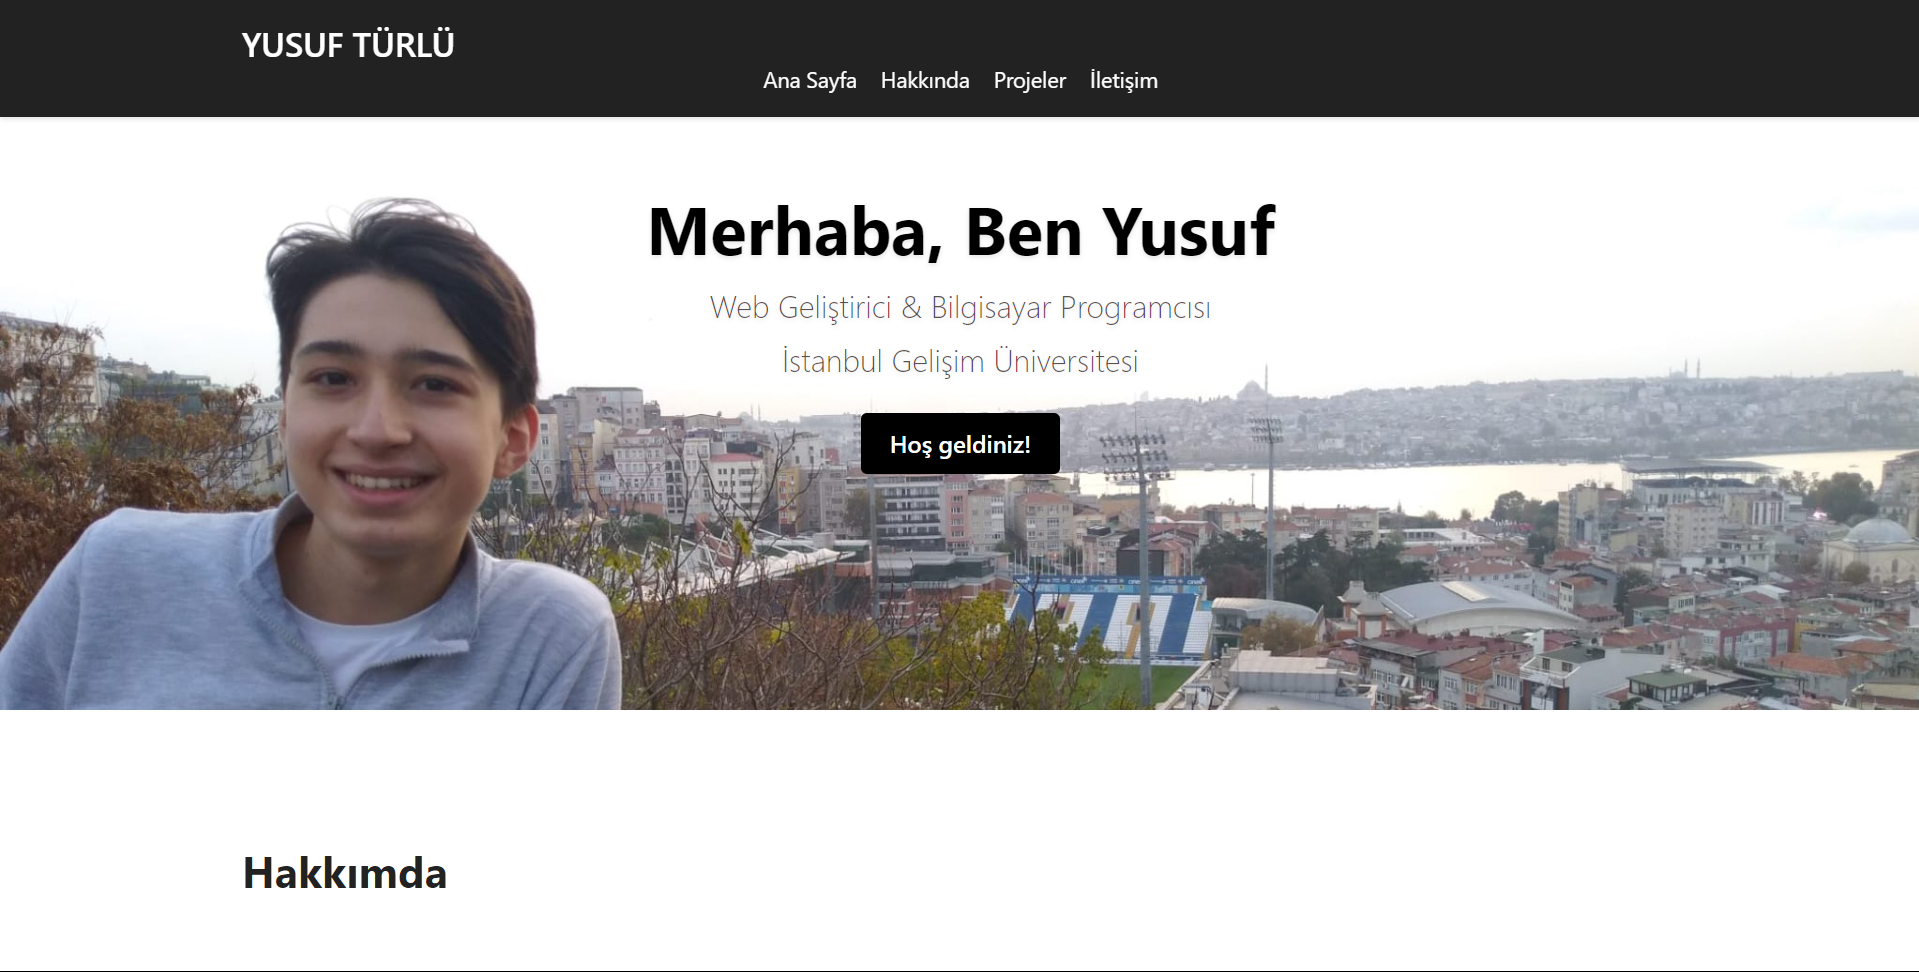 YUSUF TÜRLÜ
Ana Sayfa Hakkında Projeler İletişim
Merhaba, Ben Yusuf
Web Geliştirici & Bilgisayar Programcısı
İstanbul Gelişim Üniversitesi
Hoş geldiniz!
Hakkımda